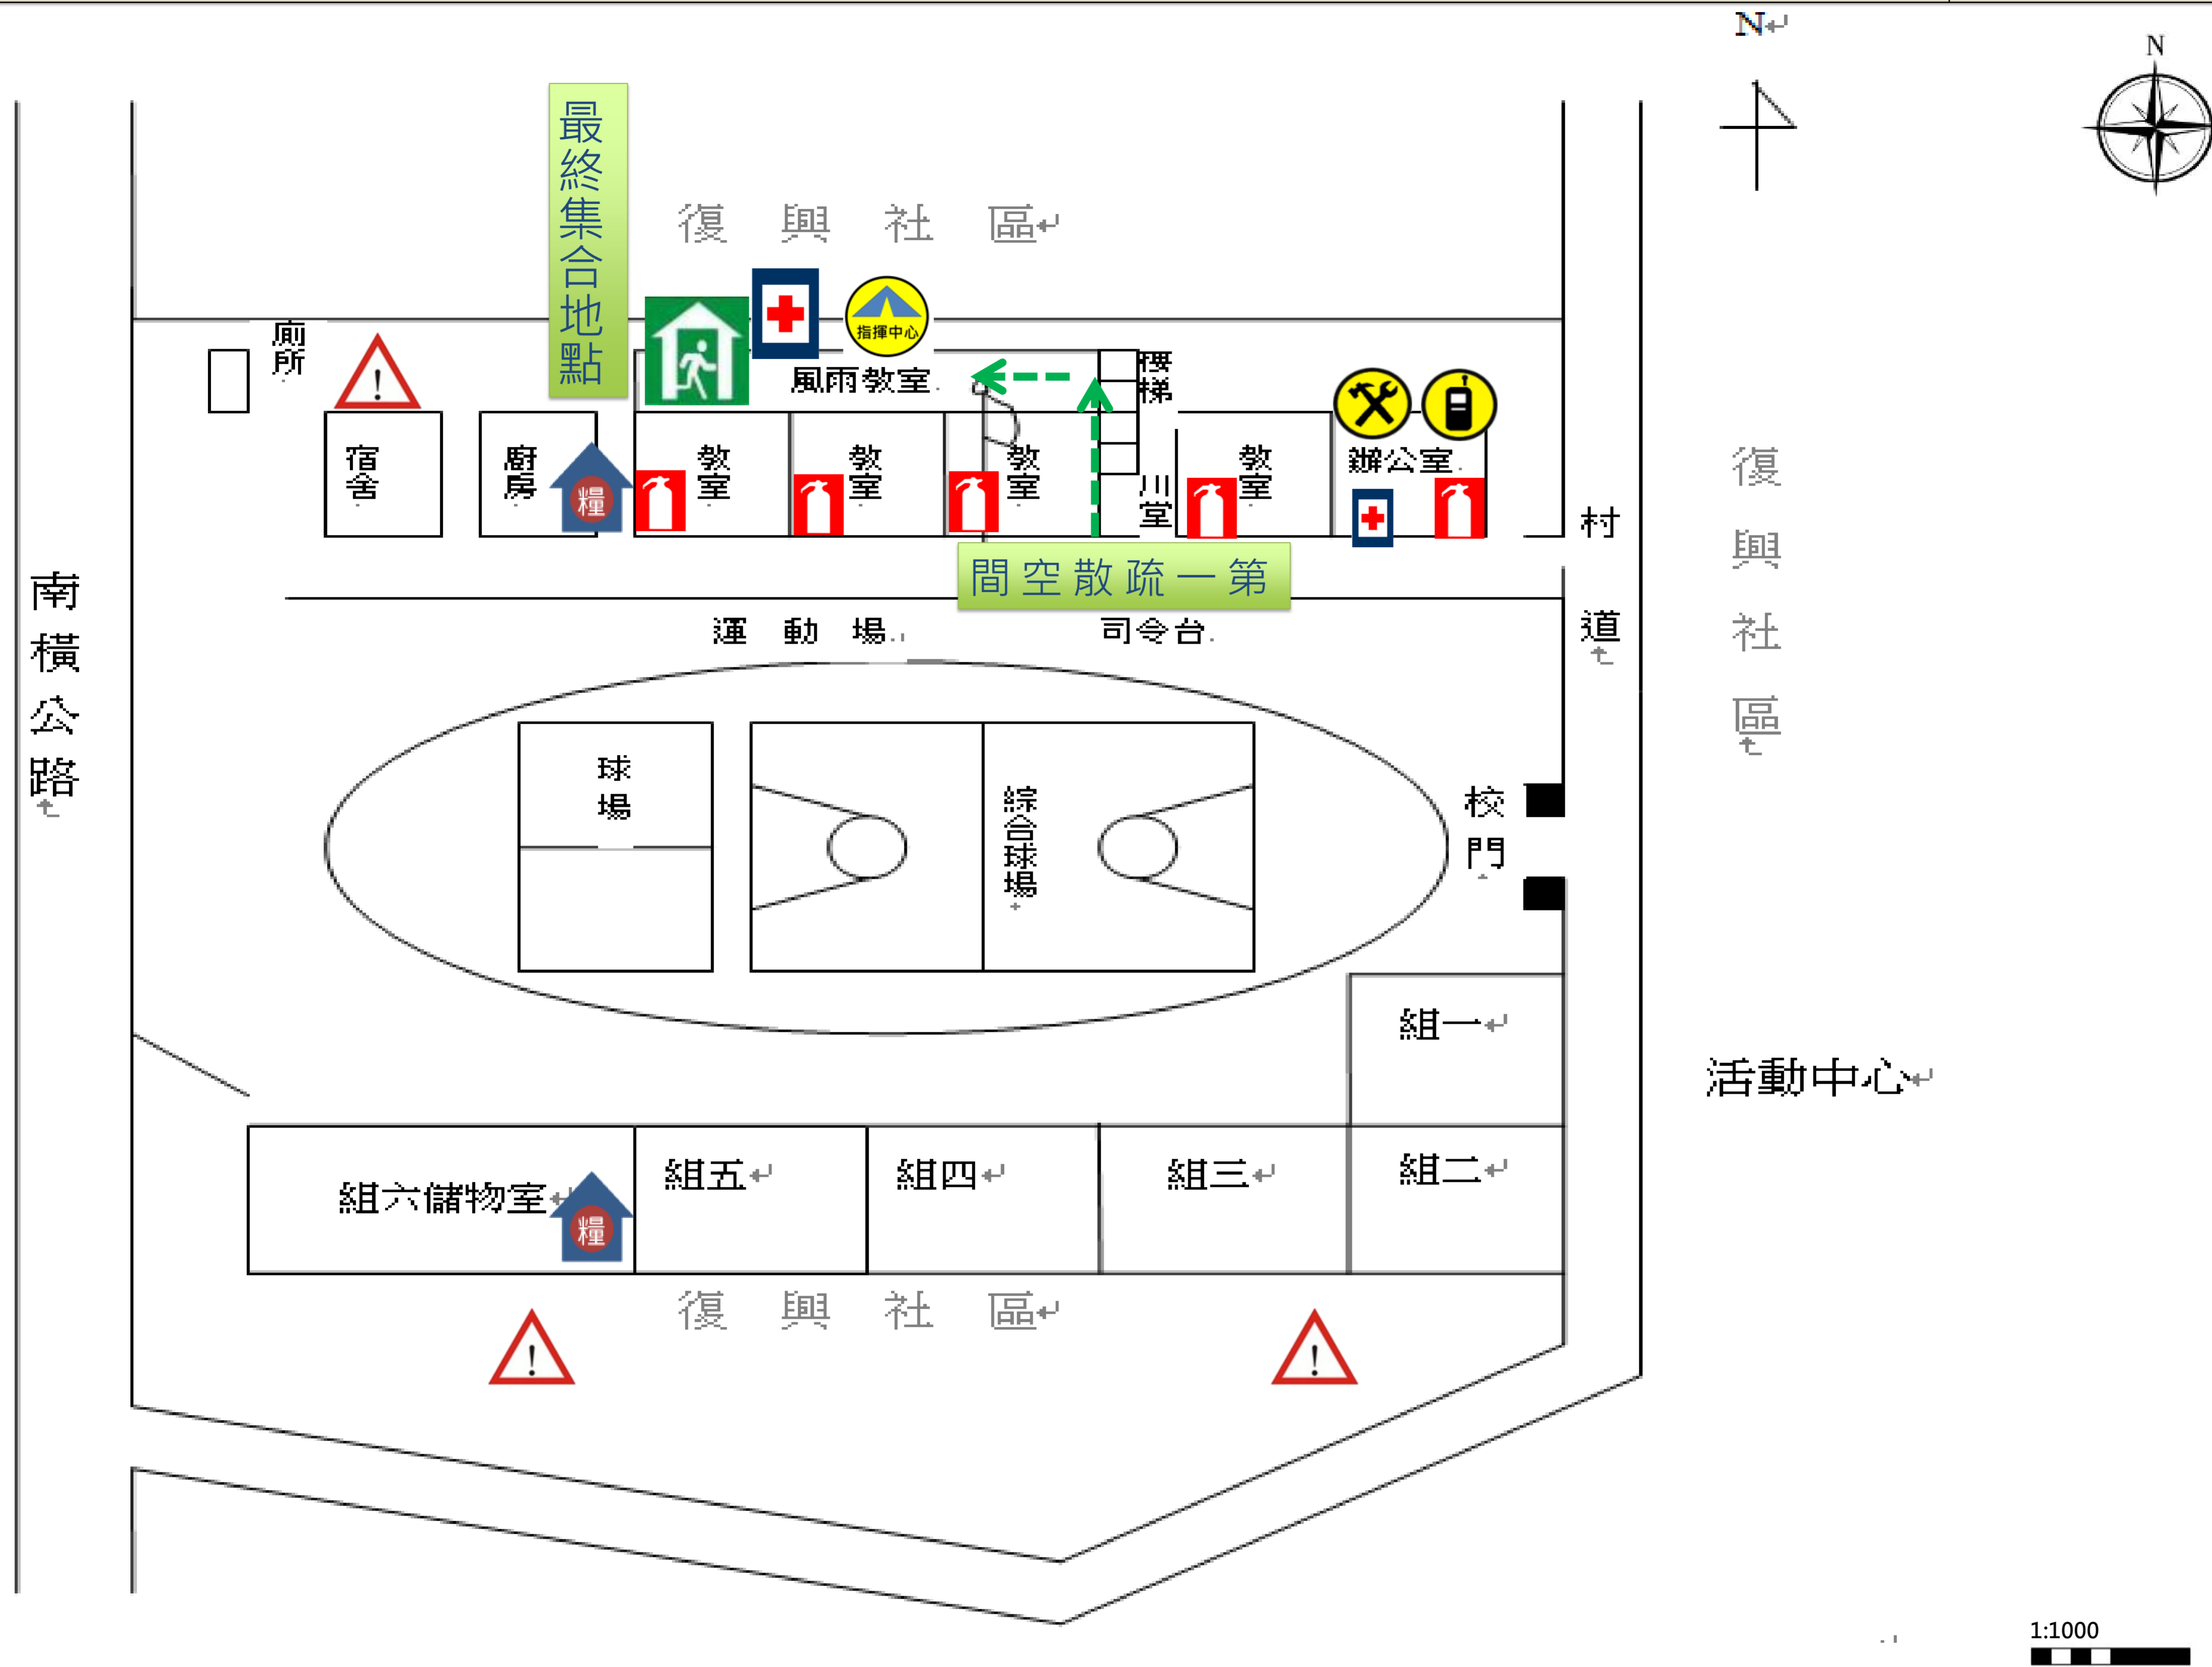 N
N
最終集合地點
復興社區
指揮中心
廁所
風雨教室
樓梯
宿舍
廚房
糧
教室
教室
教室
川堂
教室
辦公室
間空散疏一第
村道
復興社區
南橫公路
運動場
司令台
球場
綜合球場
校門
組一
活動中心
組六儲物室
糧
組五
組四
組三
組二
復興社區
1:1000